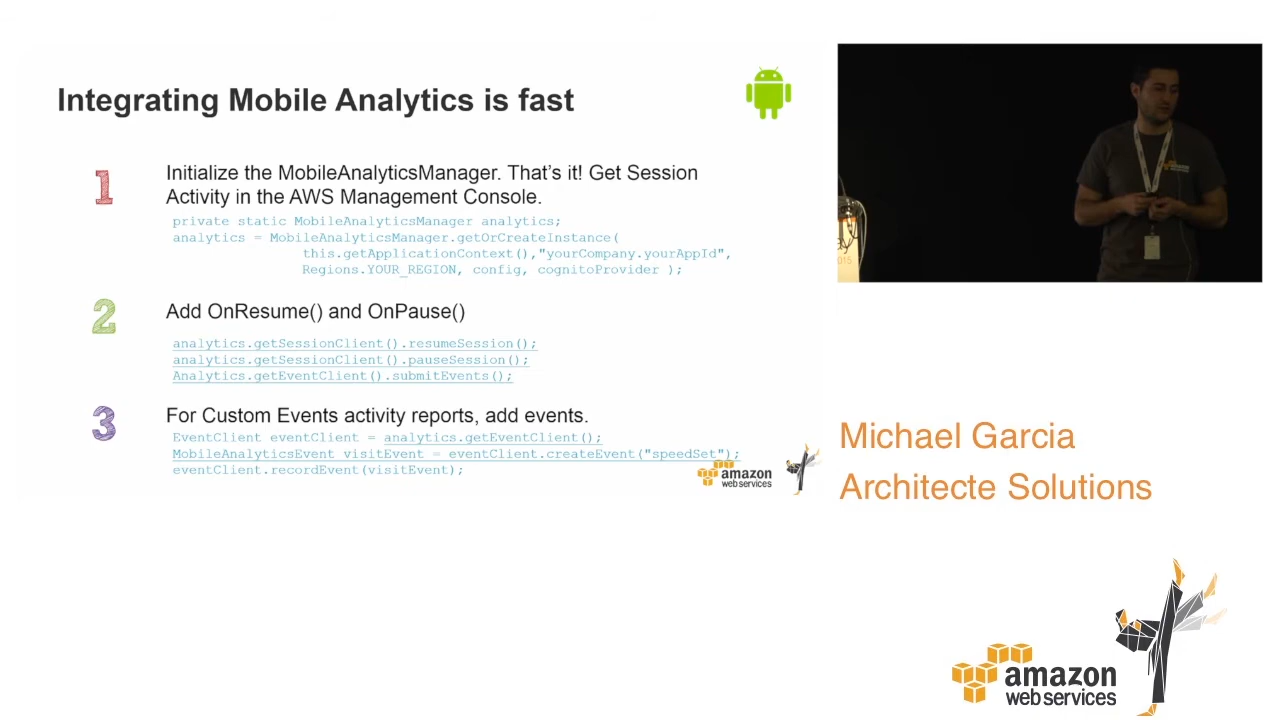 Integrating Mobile Analytics is fast
1
Initialize the MobileAnalyticsManager. That's it! Get Session
Activity in the AWS Management Console.
private static MobileAnalyticsManager analytics;
analytics = MobileAnalyticsManager.getOrCreateInstance(
this.getApplicationContext(),"yourCompany.yourAppId",
Regions.YOUR_REGION, config, cognitoProvider );
2
Add OnResume() and OnPause()
analytics.getSessionClient().resumeSession();
analytics.getSessionClient().pauseSession();
Analytics.getEventClient().submitEvents();
3
For Custom Events activity reports, add events.
EventClient eventClient = analytics.getEventClient();
MobileAnalyticsEvent visitEvent = eventClient.createEvent("speedSet");
eventClient.recordEvent(visitEvent);
amazon
web services
2015
Michael Garcia
Architecte Solutions
amazon
web services